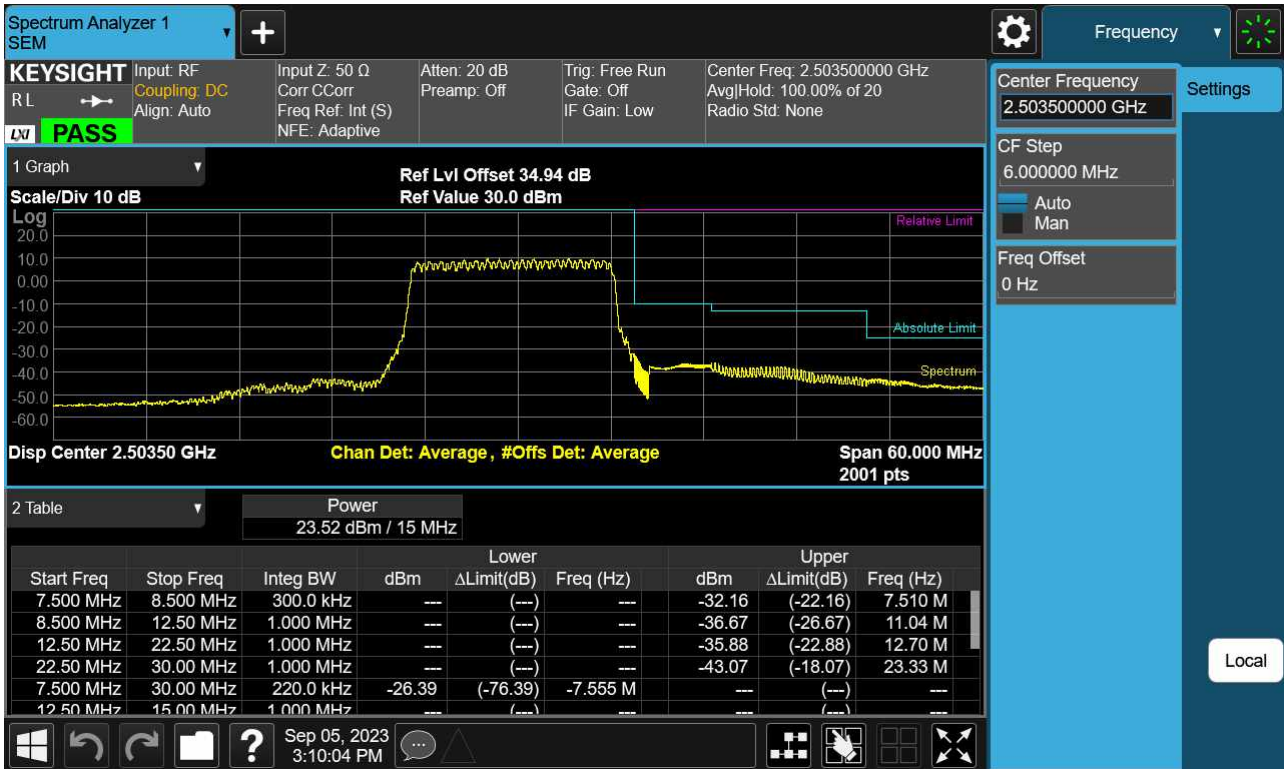 Spectrum Analyzer 1
SEM
Frequency
KEYSIGHT
RL
LXI
PASS
Input: RF
Coupling: DC
Align: Auto
Input Z: 50 Ω
Corr CCorr
Freq Ref: Int (S)
NFE: Adaptive
Atten: 20 dB
Preamp: Off
Trig: Free Run
Gate: Off
IF Gain: Low
Center Freq: 2.503500000 GHz
Avg|Hold: 100.00% of 20
Radio Std: None
Center Frequency
2.503500000 GHz
Settings
CF Step
6.000000 MHz
Auto
Man
Freq Offset
0 Hz
1 Graph
Scale/Div 10 dB
Ref Lvl Offset 34.94 dB
Ref Value 30.0 dBm
Log
20.0
10.0
0.00
-10.0
-20.0
-30.0
-40.0
-50.0
-60.0
Relative Limit
Absolute Limit
Spectrum
Disp Center 2.50350 GHz
Chan Det: Average, #Offs Det: Average
Span 60.000 MHz
2001 pts
2 Table
Power
23.52 dBm / 15 MHz
Lower Upper
Start Freq Stop Freq Integ BW dBm ΔLimit(dB) Freq (Hz) dBm ΔLimit(dB) Freq (Hz)
7.500 MHz 8.500 MHz 300.0 kHz --- (---) --- -32.16 (-22.16) 7.510 M
8.500 MHz 12.50 MHz 1.000 MHz --- (---) --- -36.67 (-26.67) 11.04 M
12.50 MHz 22.50 MHz 1.000 MHz --- (---) --- -35.88 (-22.88) 12.70 M
22.50 MHz 30.00 MHz 1.000 MHz --- (---) --- -43.07 (-18.07) 23.33 M
7.500 MHz 30.00 MHz 220.0 kHz -26.39 (-76.39) -7.555 M --- (---) ---
12.50 MHz 15.00 MHz 1.000 MHz --- (---) --- --- (---) ---
Local
Sep 05, 2023
3:10:04 PM